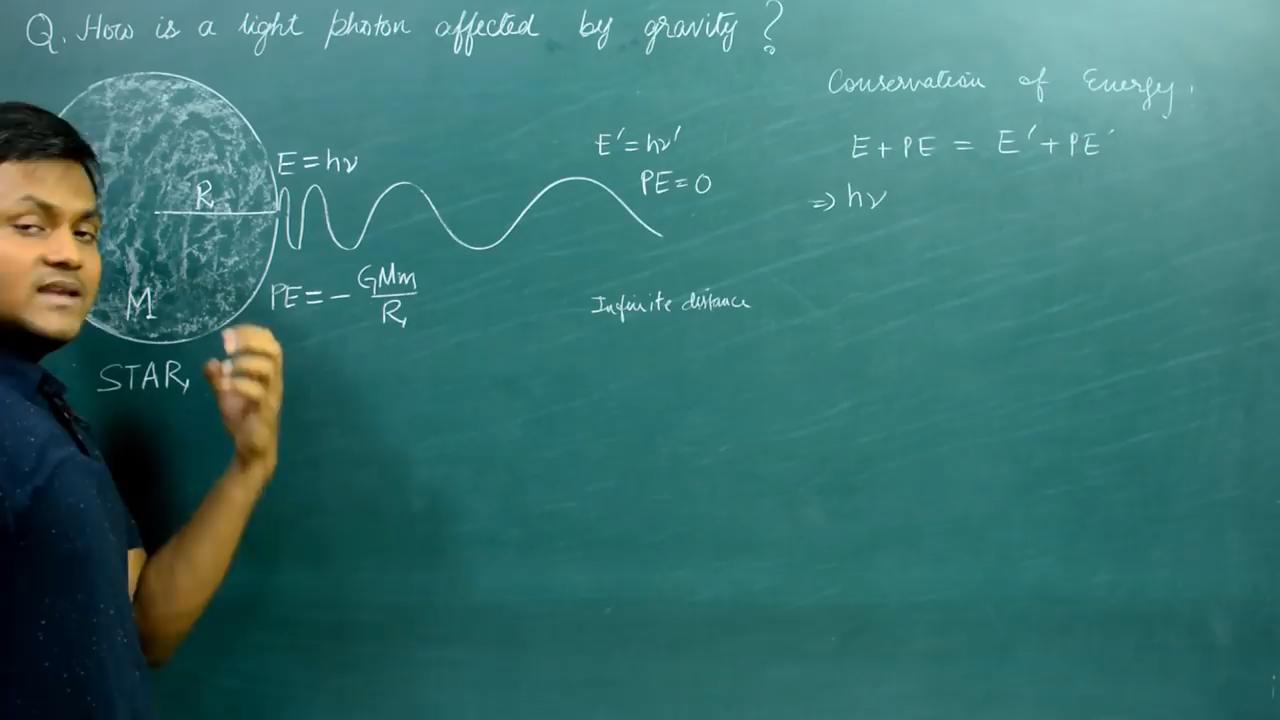 Q. How is a light photon affected by gravity ?
Conservation of Energy.
E + PE = E' + PE'
⇒ hν
E' = hν'
PE = 0
E = hν
R
PE = - GMm/R
M
Infinite distance
STAR